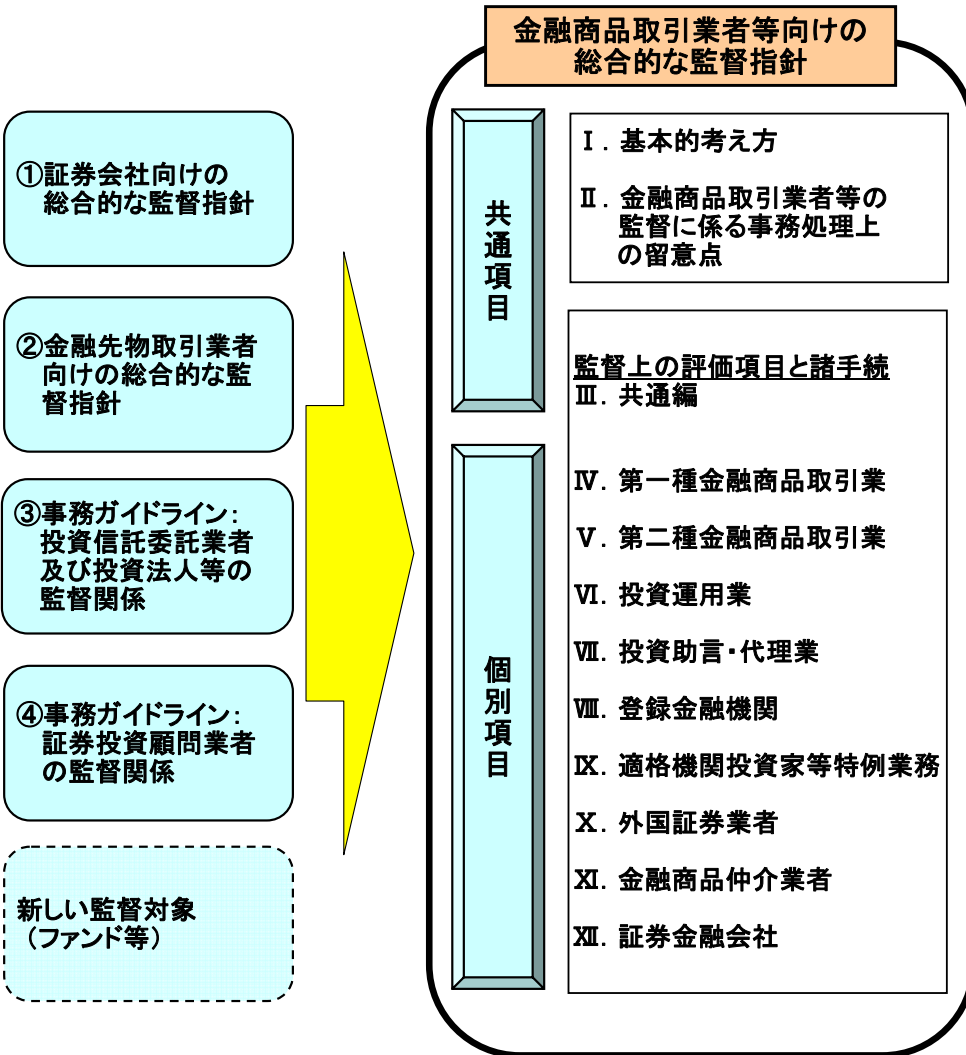 金融商品取引業者等向けの
総合的な監督指針
①証券会社向けの
総合的な監督指針
②金融先物取引業者
向けの総合的な監
督指針
③事務ガイドライン：
投資信託委託業者
及び投資法人等の
監督関係
④事務ガイドライン：
証券投資顧問業者
の監督関係
新しい監督対象
（ファンド等）
共通項目
Ⅰ．基本的考え方
Ⅱ．金融商品取引業者等の
監督に係る事務処理上
の留意点
監督上の評価項目と諸手続
Ⅲ．共通編
個別項目
Ⅳ．第一種金融商品取引業
Ⅴ．第二種金融商品取引業
Ⅵ．投資運用業
Ⅶ．投資助言・代理業
Ⅷ．登録金融機関
Ⅸ．適格機関投資家等特例業務
Ⅹ．外国証券業者
Ⅺ．金融商品仲介業者
Ⅻ．証券金融会社